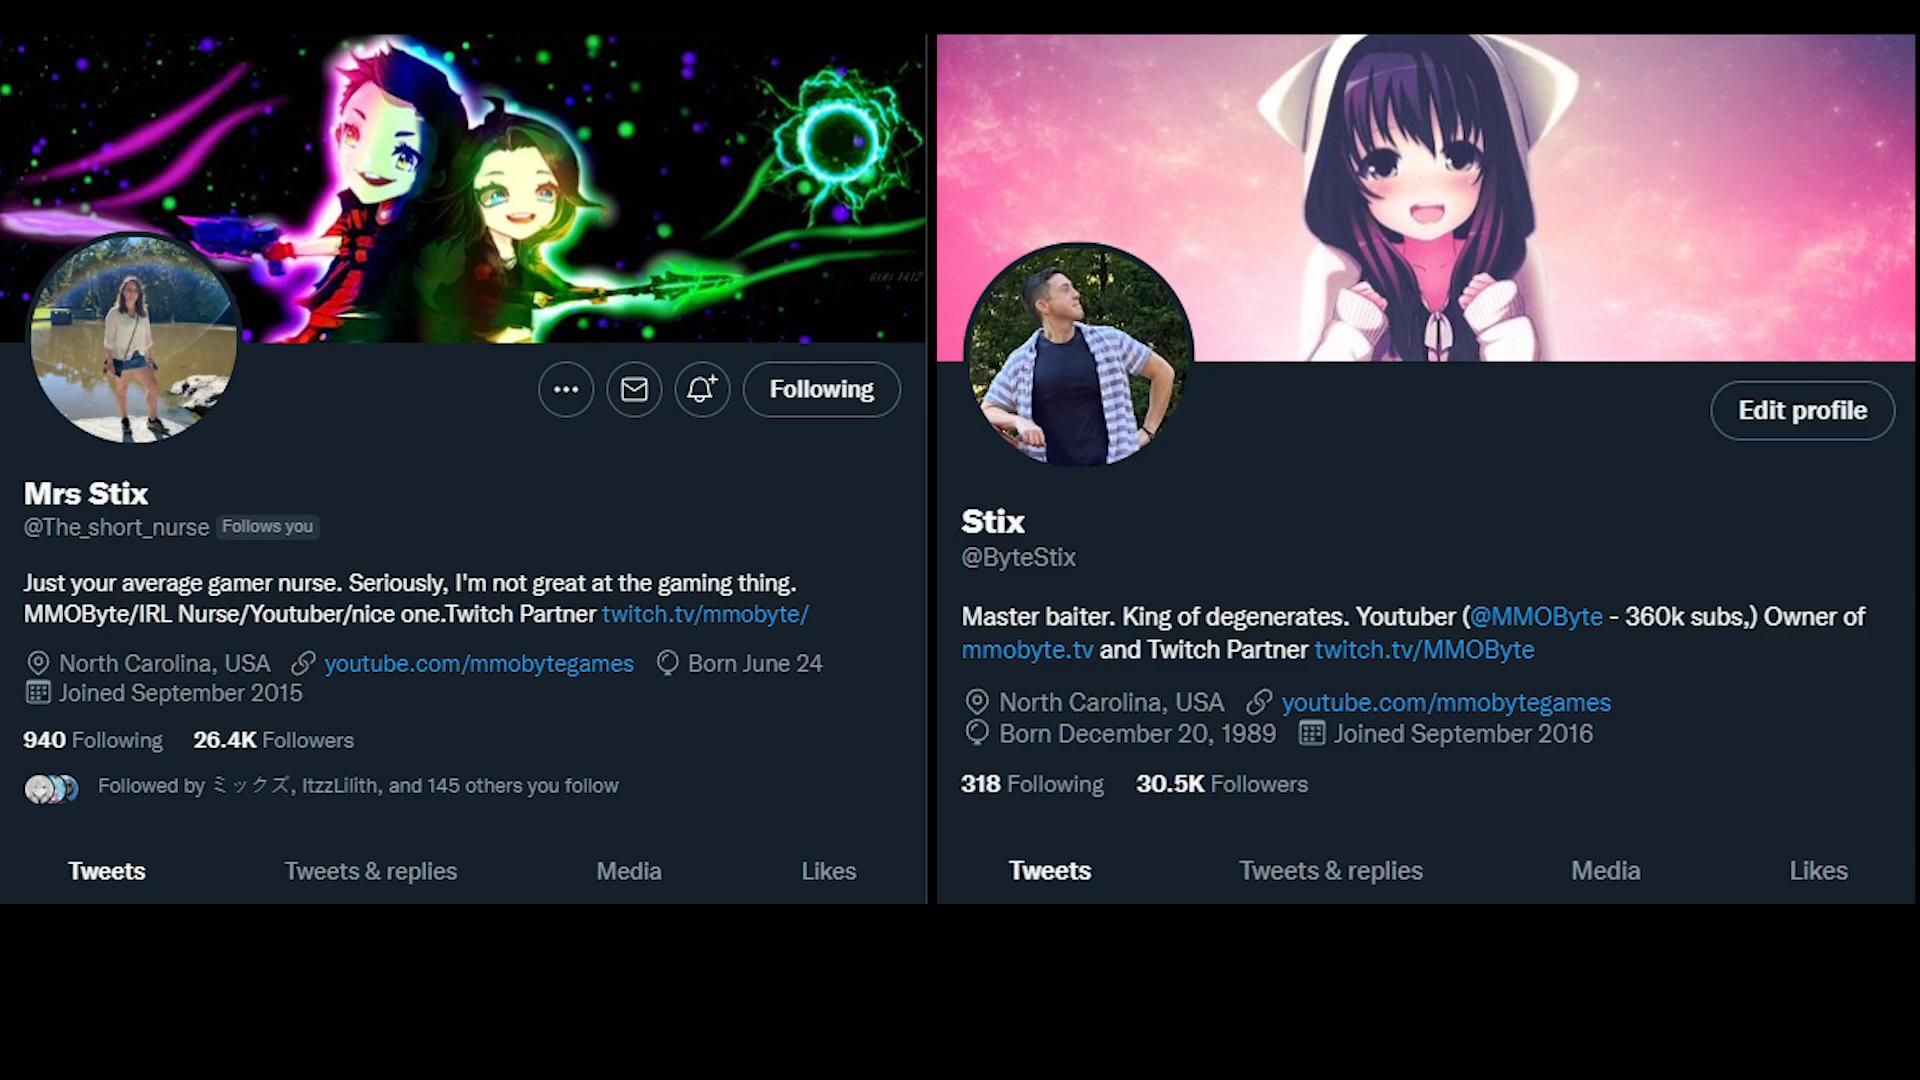 Following
Mrs Stix
@The_short_nurse Follows you
Just your average gamer nurse. Seriously, I'm not great at the gaming thing.
MMOByte/IRL Nurse/Youtuber/nice one.Twitch Partner twitch.tv/mmobyte/
North Carolina, USA youtube.com/mmobytegames Born June 24
Joined September 2015
940 Following 26.4K Followers
Followed by ミックズ, ItzzLilith, and 145 others you follow
Tweets Tweets & replies Media Likes
Edit profile
Stix
@ByteStix
Master baiter. King of degenerates. Youtuber (@MMOByte - 360k subs,) Owner of
mmobyte.tv and Twitch Partner twitch.tv/MMOByte
North Carolina, USA youtube.com/mmobytegames
Born December 20, 1989 Joined September 2016
318 Following 30.5K Followers
Tweets Tweets & replies Media Likes